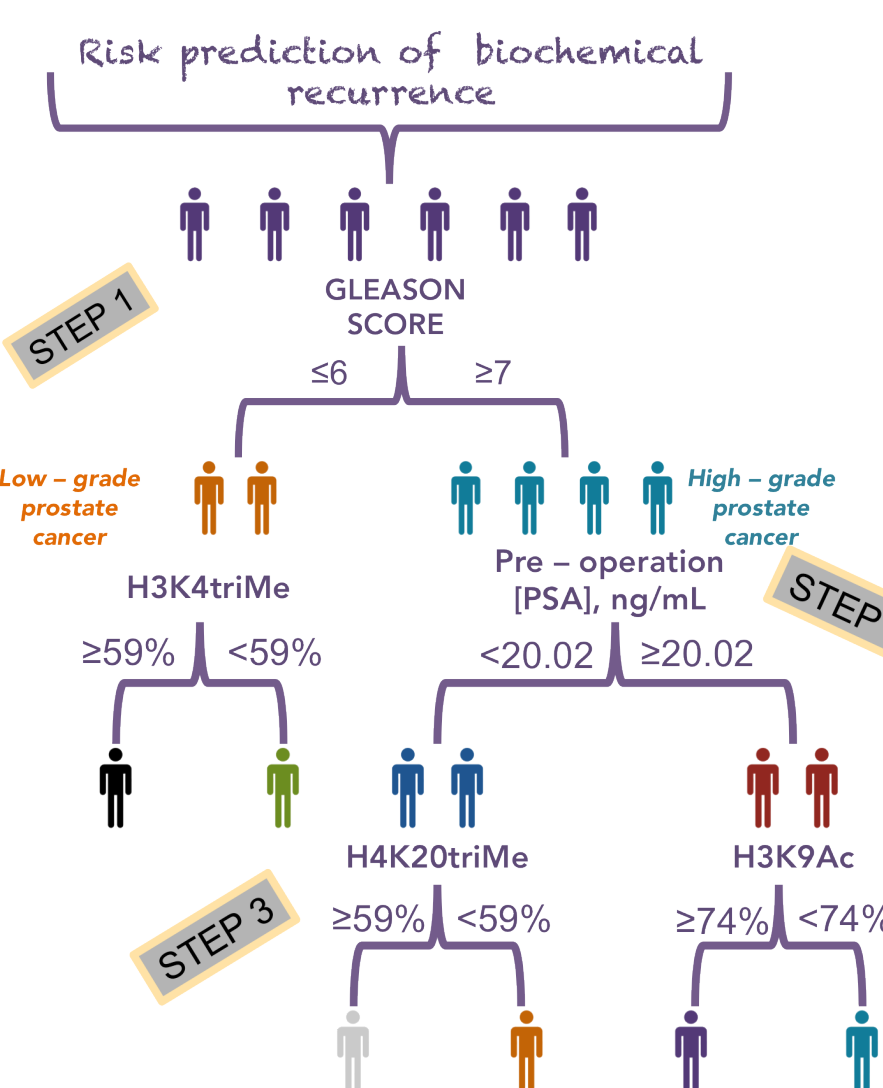 Risk prediction of biochemical
recurrence
GLEASON
SCORE
STEP 1
≤6
≥7
Low – grade
prostate
cancer
High – grade
prostate
cancer
H3K4triMe
Pre – operation
[PSA], ng/mL
STEP
≥59%
<59%
<20.02
≥20.02
H4K20triMe
H3K9Ac
STEP 3
≥59%
<59%
≥74%
<74%